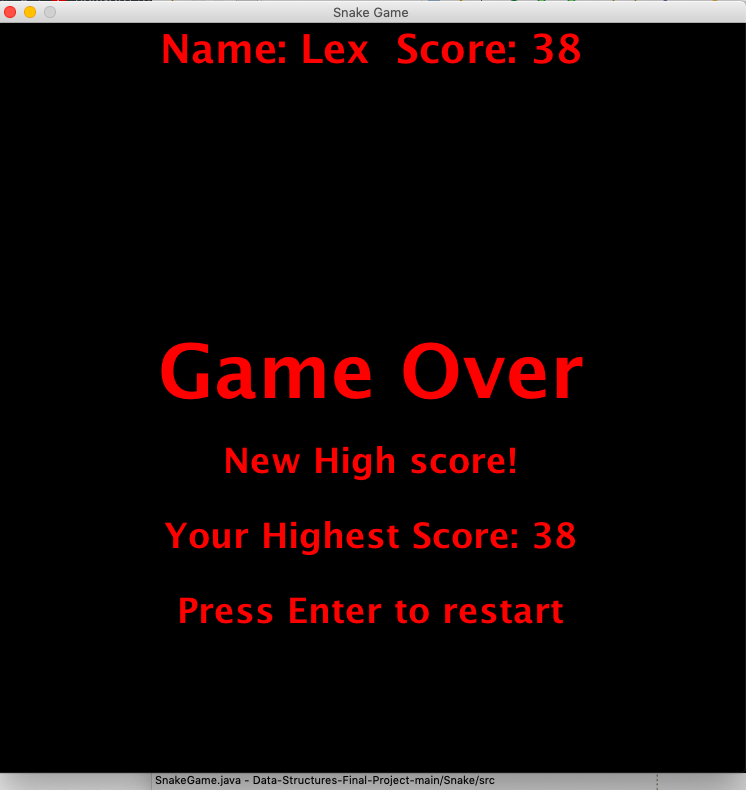 Snake Game
Name: Lex  Score: 38
Game Over
New High score!
Your Highest Score: 38
Press Enter to restart
SnakeGame.java - Data-Structures-Final-Project-main/Snake/src